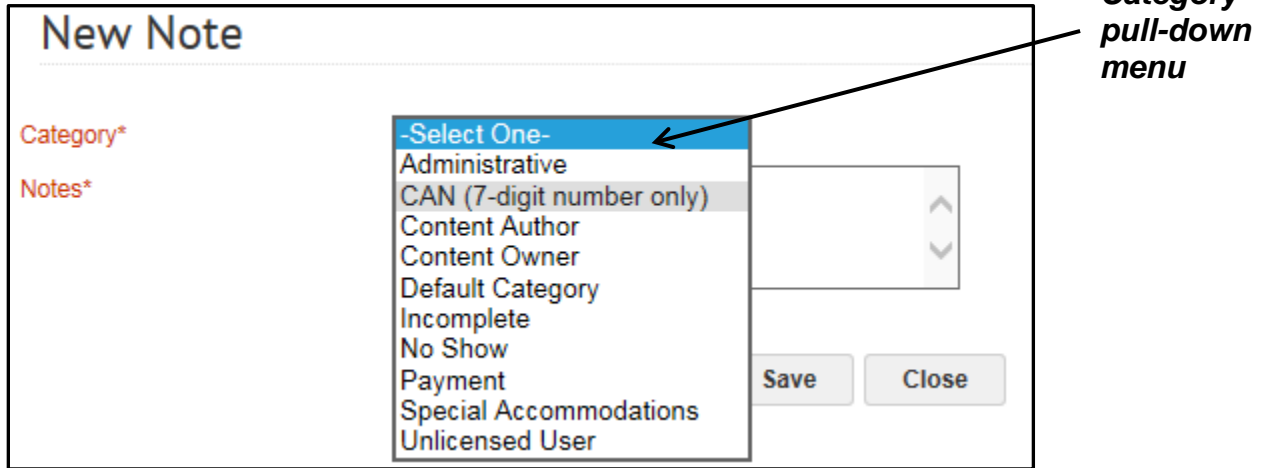 New Note
Category
pull-down
menu
Category*
-Select One-
Administrative
Notes*
CAN (7-digit number only)
Content Author
Content Owner
Default Category
Incomplete
No Show
Payment
Special Accommodations
Unlicensed User
Save
Close